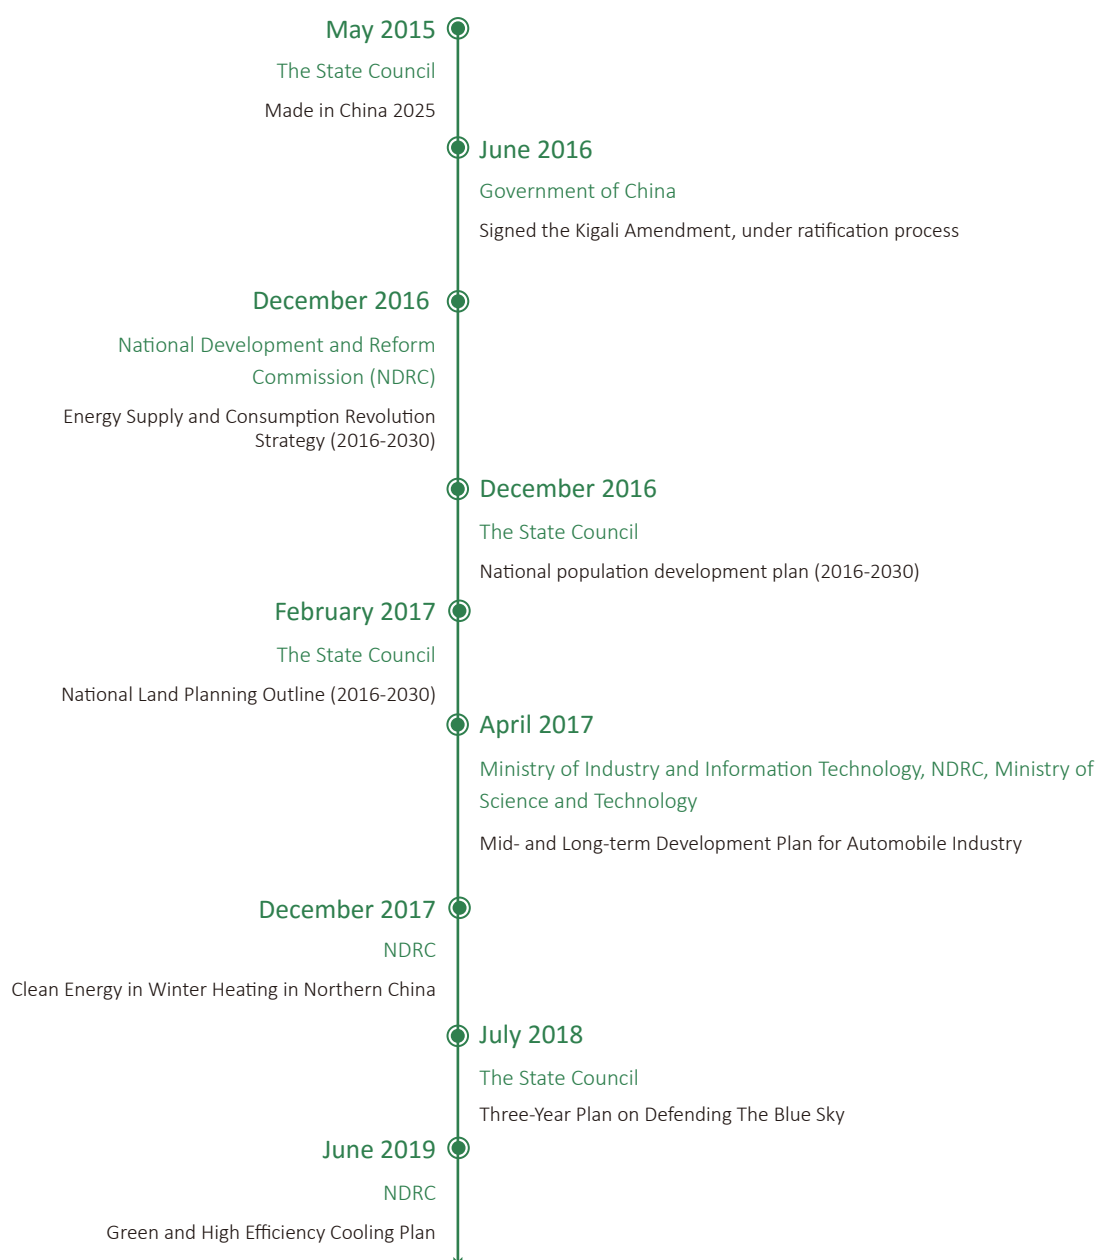 May 2015
The State Council
Made in China 2025
June 2016
Government of China
Signed the Kigali Amendment, under ratification process
December 2016
National Development and Reform
Commission (NDRC)
Energy Supply and Consumption Revolution
Strategy (2016-2030)
December 2016
The State Council
National population development plan (2016-2030)
February 2017
The State Council
National Land Planning Outline (2016-2030)
April 2017
Ministry of Industry and Information Technology, NDRC, Ministry of
Science and Technology
Mid- and Long-term Development Plan for Automobile Industry
December 2017
NDRC
Clean Energy in Winter Heating in Northern China
July 2018
The State Council
Three-Year Plan on Defending The Blue Sky
June 2019
NDRC
Green and High Efficiency Cooling Plan